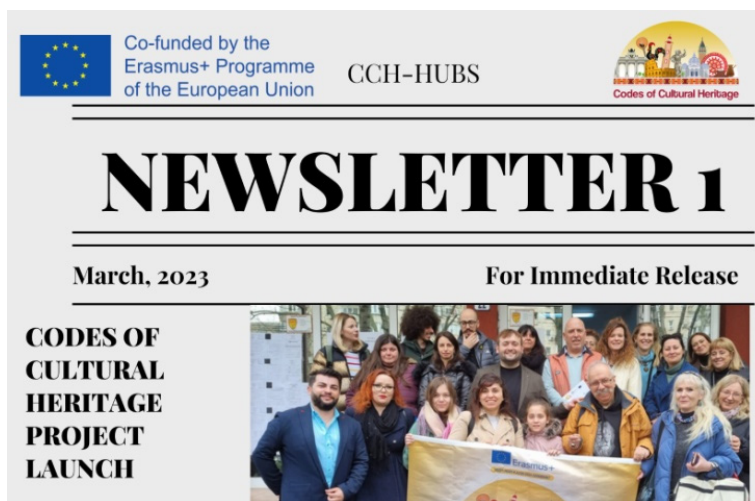 Co-funded by the
Erasmus+ Programme
of the European Union
CCH-HUBS
Codes of Cultural Heritage
NEWSLETTER 1
March, 2023
For Immediate Release
CODES OF
CULTURAL
HERITAGE
PROJECT
LAUNCH
Erasmus+